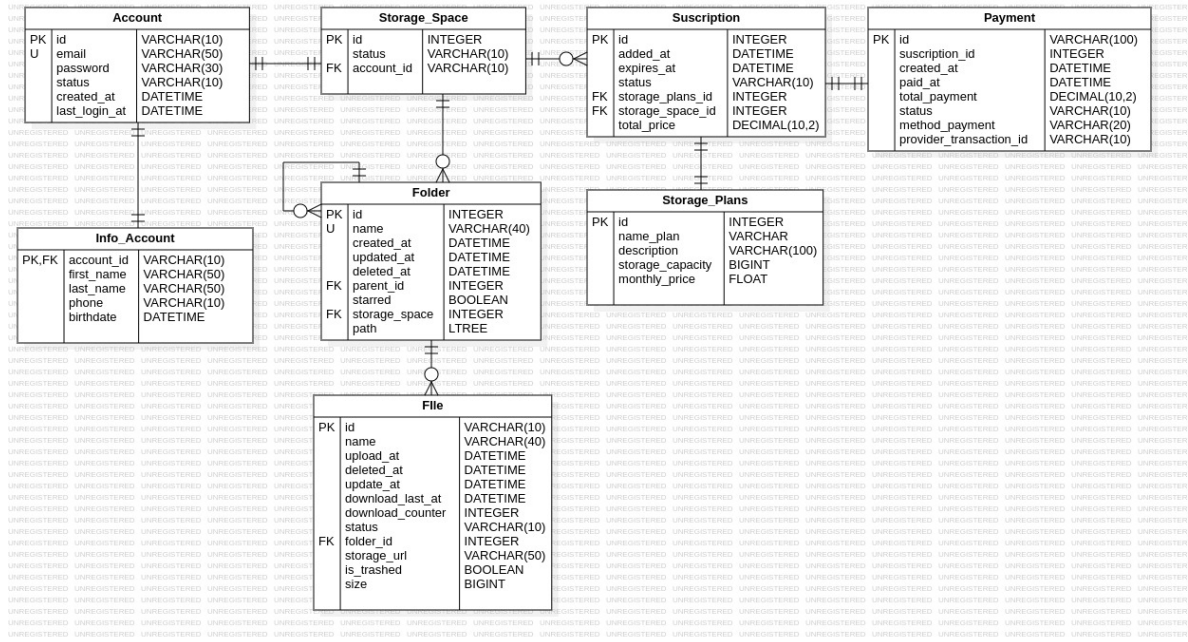 Account
PK id VARCHAR(10)
U email VARCHAR(50)
password VARCHAR(30)
status VARCHAR(10)
created_at DATETIME
last_login_at DATETIME
Storage_Space
PK id INTEGER
status VARCHAR(10)
FK account_id VARCHAR(10)
Suscription
PK id INTEGER
added_at DATETIME
expires_at DATETIME
status VARCHAR(10)
FK storage_plans_id INTEGER
FK storage_space_id INTEGER
total_price DECIMAL(10,2)
Payment
PK id VARCHAR(100)
suscription_id INTEGER
created_at DATETIME
paid_at DATETIME
total_payment DECIMAL(10,2)
status VARCHAR(10)
method_payment VARCHAR(20)
provider_transaction_id VARCHAR(10)
Info_Account
PK,FK account_id VARCHAR(10)
first_name VARCHAR(50)
last_name VARCHAR(50)
phone VARCHAR(10)
birthdate DATETIME
Folder
PK id INTEGER
U name VARCHAR(40)
created_at DATETIME
updated_at DATETIME
deleted_at DATETIME
FK parent_id INTEGER
starred BOOLEAN
FK storage_space INTEGER
path LTREE
Storage_Plans
PK id INTEGER
name_plan VARCHAR
description VARCHAR(100)
storage_capacity BIGINT
monthly_price FLOAT
FIle
PK id VARCHAR(10)
name VARCHAR(40)
upload_at DATETIME
deleted_at DATETIME
update_at DATETIME
download_last_at DATETIME
download_counter INTEGER
status VARCHAR(10)
FK folder_id INTEGER
storage_url VARCHAR(50)
is_trashed BOOLEAN
size BIGINT
UNREGISTERED